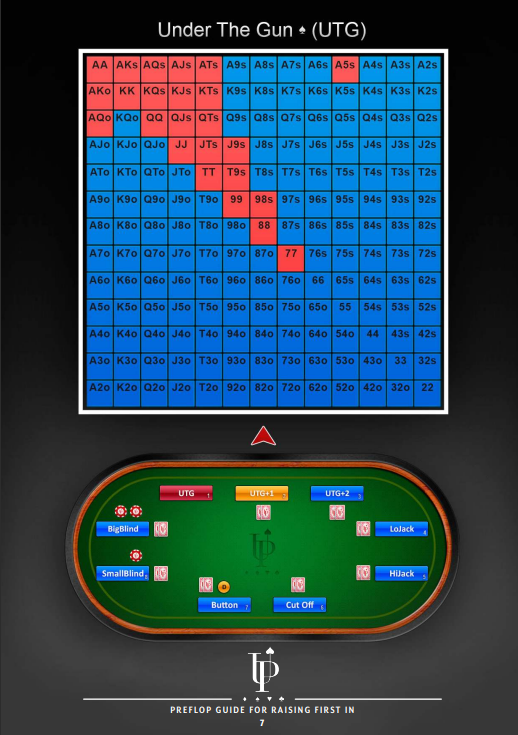 Under The Gun ♠ (UTG)
AA AKs AQs AJs ATs A9s A8s A7s A6s A5s A4s A3s A2s
AKo KK KQs KJs KTs K9s K8s K7s K6s K5s K4s K3s K2s
AQo KQo QQ QJs QTs Q9s Q8s Q7s Q6s Q5s Q4s Q3s Q2s
AJo KJo QJo JJ JTs J9s J8s J7s J6s J5s J4s J3s J2s
ATo KTo QTo JTo TT T9s T8s T7s T6s T5s T4s T3s T2s
A9o K9o Q9o J9o T9o 99 98s 97s 96s 95s 94s 93s 92s
A8o K8o Q8o J8o T8o 98o 88 87s 86s 85s 84s 83s 82s
A7o K7o Q7o J7o T7o 97o 87o 77 76s 75s 74s 73s 72s
A6o K6o Q6o J6o T6o 96o 86o 76o 66 65s 64s 63s 62s
A5o K5o Q5o J5o T5o 95o 85o 75o 65o 55 54s 53s 52s
A4o K4o Q4o J4o T4o 94o 84o 74o 64o 54o 44 43s 42s
A3o K3o Q3o J3o T3o 93o 83o 73o 63o 53o 43o 33 32s
A2o K2o Q2o J2o T2o 92o 82o 72o 62o 52o 42o 32o 22
UTG 1 UTG+1 2 UTG+2 3
BigBlind LoJack 4
UP
SmallBlind HiJack 5
D
Button 7 Cut Off 6
UP
PREFLOP GUIDE FOR RAISING FIRST IN
7